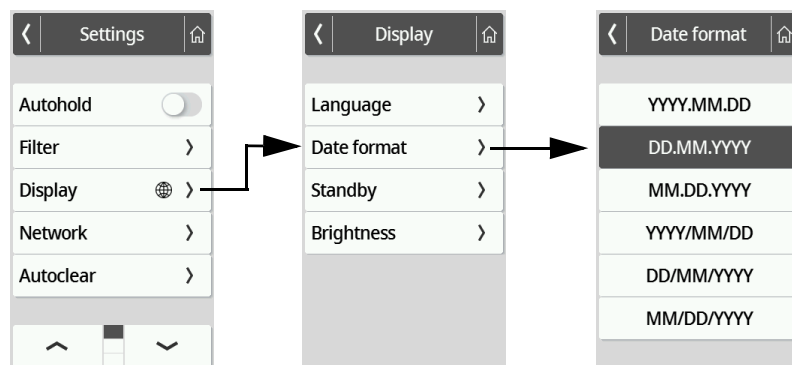 Settings
Autohold
Filter
Display
Network
Autoclear
Display
Language
Date format
Standby
Brightness
Date format
YYYY.MM.DD
DD.MM.YYYY
MM.DD.YYYY
YYYY/MM/DD
DD/MM/YYYY
MM/DD/YYYY